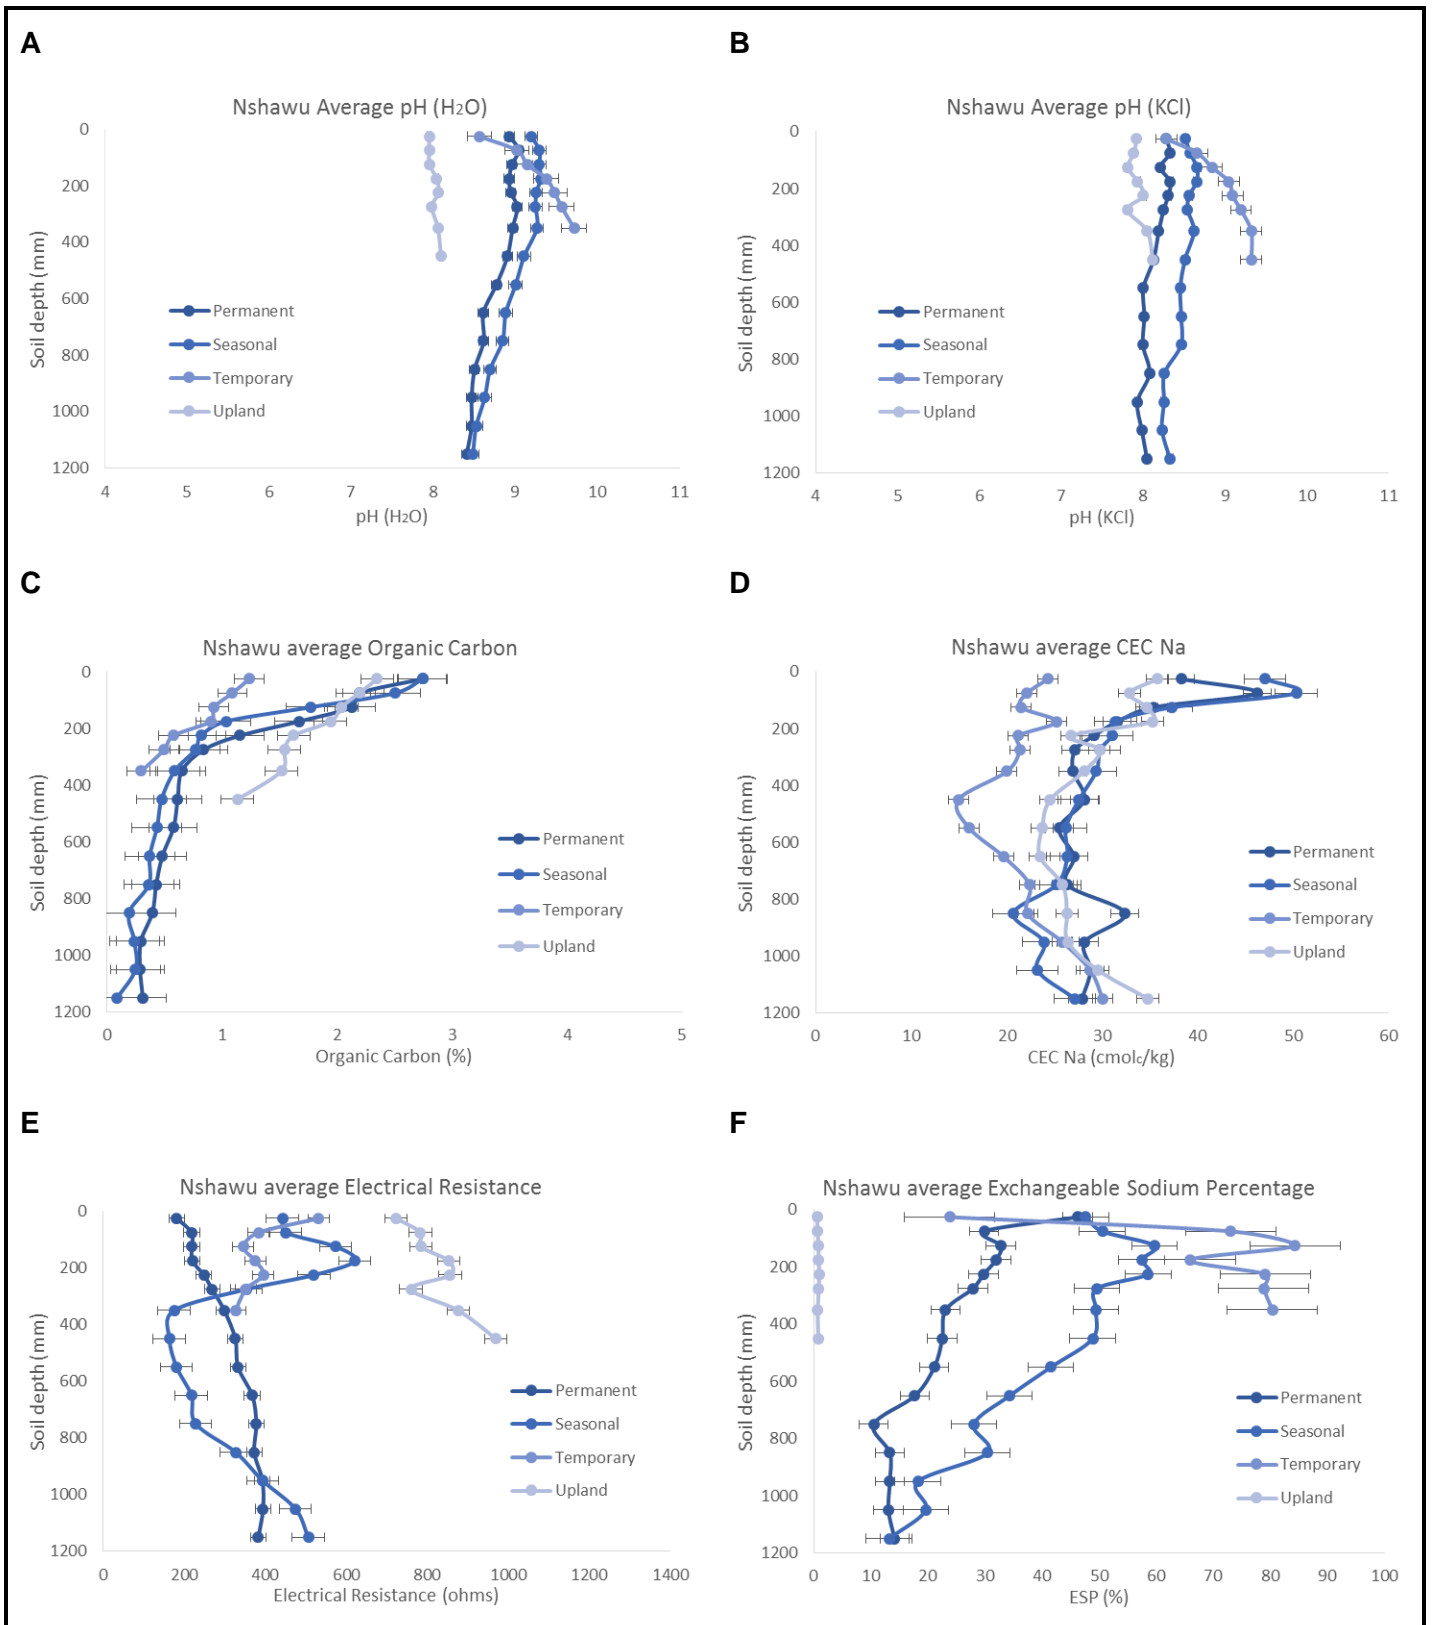 A
B
Nshawu Average pH (H₂O)
Nshawu Average pH (KCl)
0
200
400
600
800
1000
1200
Soil depth (mm)
Permanent
Seasonal
Temporary
Upland
4 5 6 7 8 9 10 11
pH (H₂O)
0
200
400
600
800
1000
1200
Soil depth (mm)
Permanent
Seasonal
Temporary
Upland
4 5 6 7 8 9 10 11
pH (KCl)
C
D
Nshawu average Organic Carbon
Nshawu average CEC Na
0
200
400
600
800
1000
1200
Soil depth (mm)
Permanent
Seasonal
Temporary
Upland
0 1 2 3 4 5
Organic Carbon (%)
0
200
400
600
800
1000
1200
Soil depth (mm)
Permanent
Seasonal
Temporary
Upland
0 10 20 30 40 50 60
CEC Na (cmolc/kg)
E
F
Nshawu average Electrical Resistance
Nshawu average Exchangeable Sodium Percentage
0
200
400
600
800
1000
1200
Soil depth (mm)
Permanent
Seasonal
Temporary
Upland
0 200 400 600 800 1000 1200 1400
Electrical Resistance (ohms)
0
200
400
600
800
1000
1200
Soil depth (mm)
Permanent
Seasonal
Temporary
Upland
0 10 20 30 40 50 60 70 80 90 100
ESP (%)